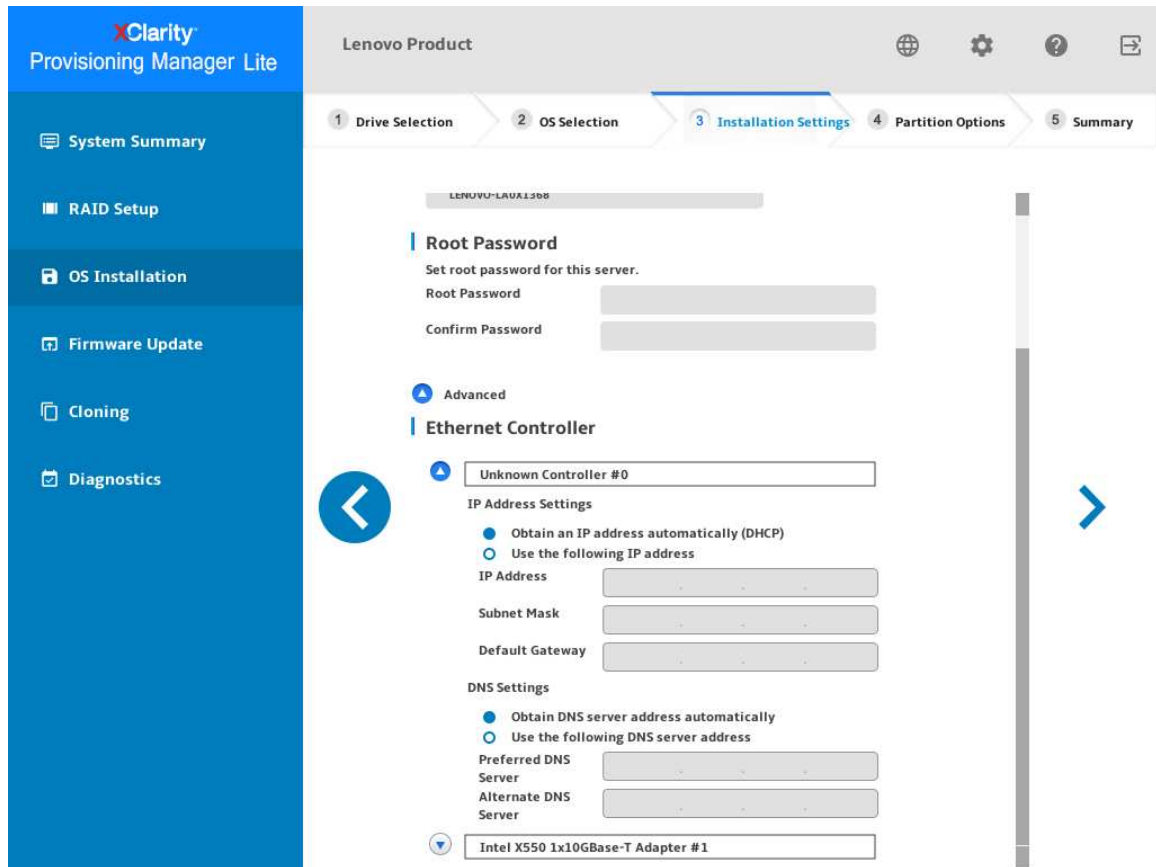 XClarity
Provisioning Manager Lite
Lenovo Product
System Summary
RAID Setup
OS Installation
Firmware Update
Cloning
Diagnostics
1 Drive Selection
2 OS Selection
3 Installation Settings
4 Partition Options
5 Summary
LENOVO-LA0X1368
Root Password
Set root password for this server.
Root Password
Confirm Password
Advanced
Ethernet Controller
Unknown Controller #0
IP Address Settings
Obtain an IP address automatically (DHCP)
Use the following IP address
IP Address
Subnet Mask
Default Gateway
DNS Settings
Obtain DNS server address automatically
Use the following DNS server address
Preferred DNS
Server
Alternate DNS
Server
Intel X550 1x10GBase-T Adapter #1